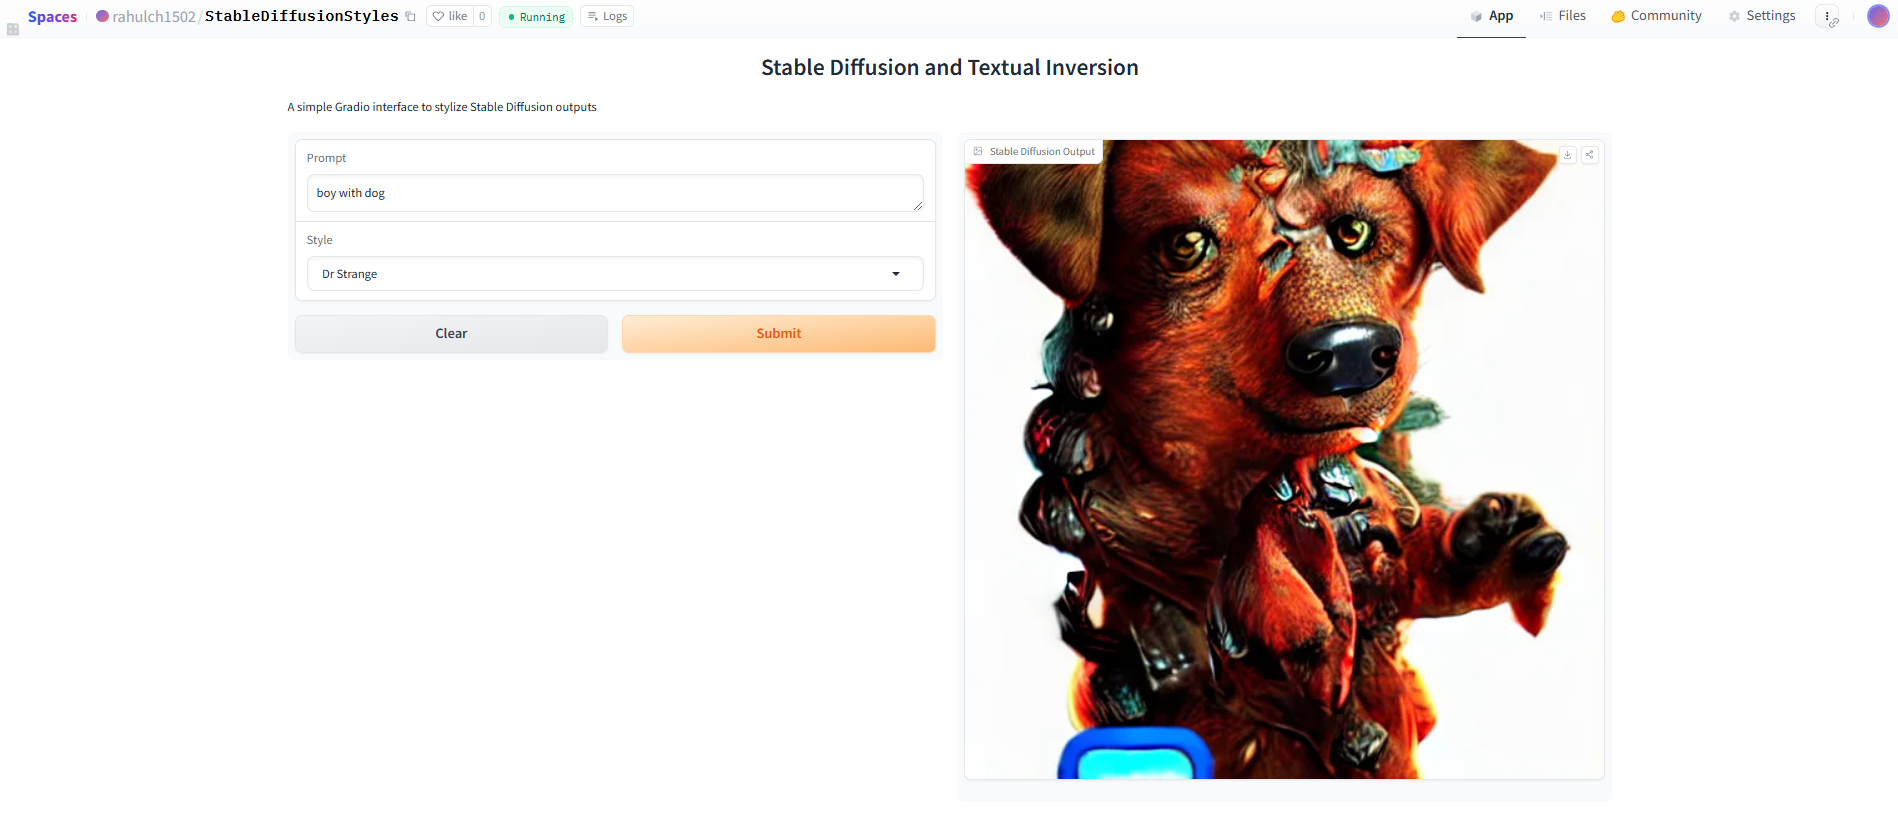 Spaces rahulch1502/StableDiffusionStyles like 0 Running Logs App Files Community Settings
Stable Diffusion and Textual Inversion
A simple Gradio interface to stylize Stable Diffusion outputs
Prompt
boy with dog
Style
Dr Strange
Clear Submit
Stable Diffusion Output